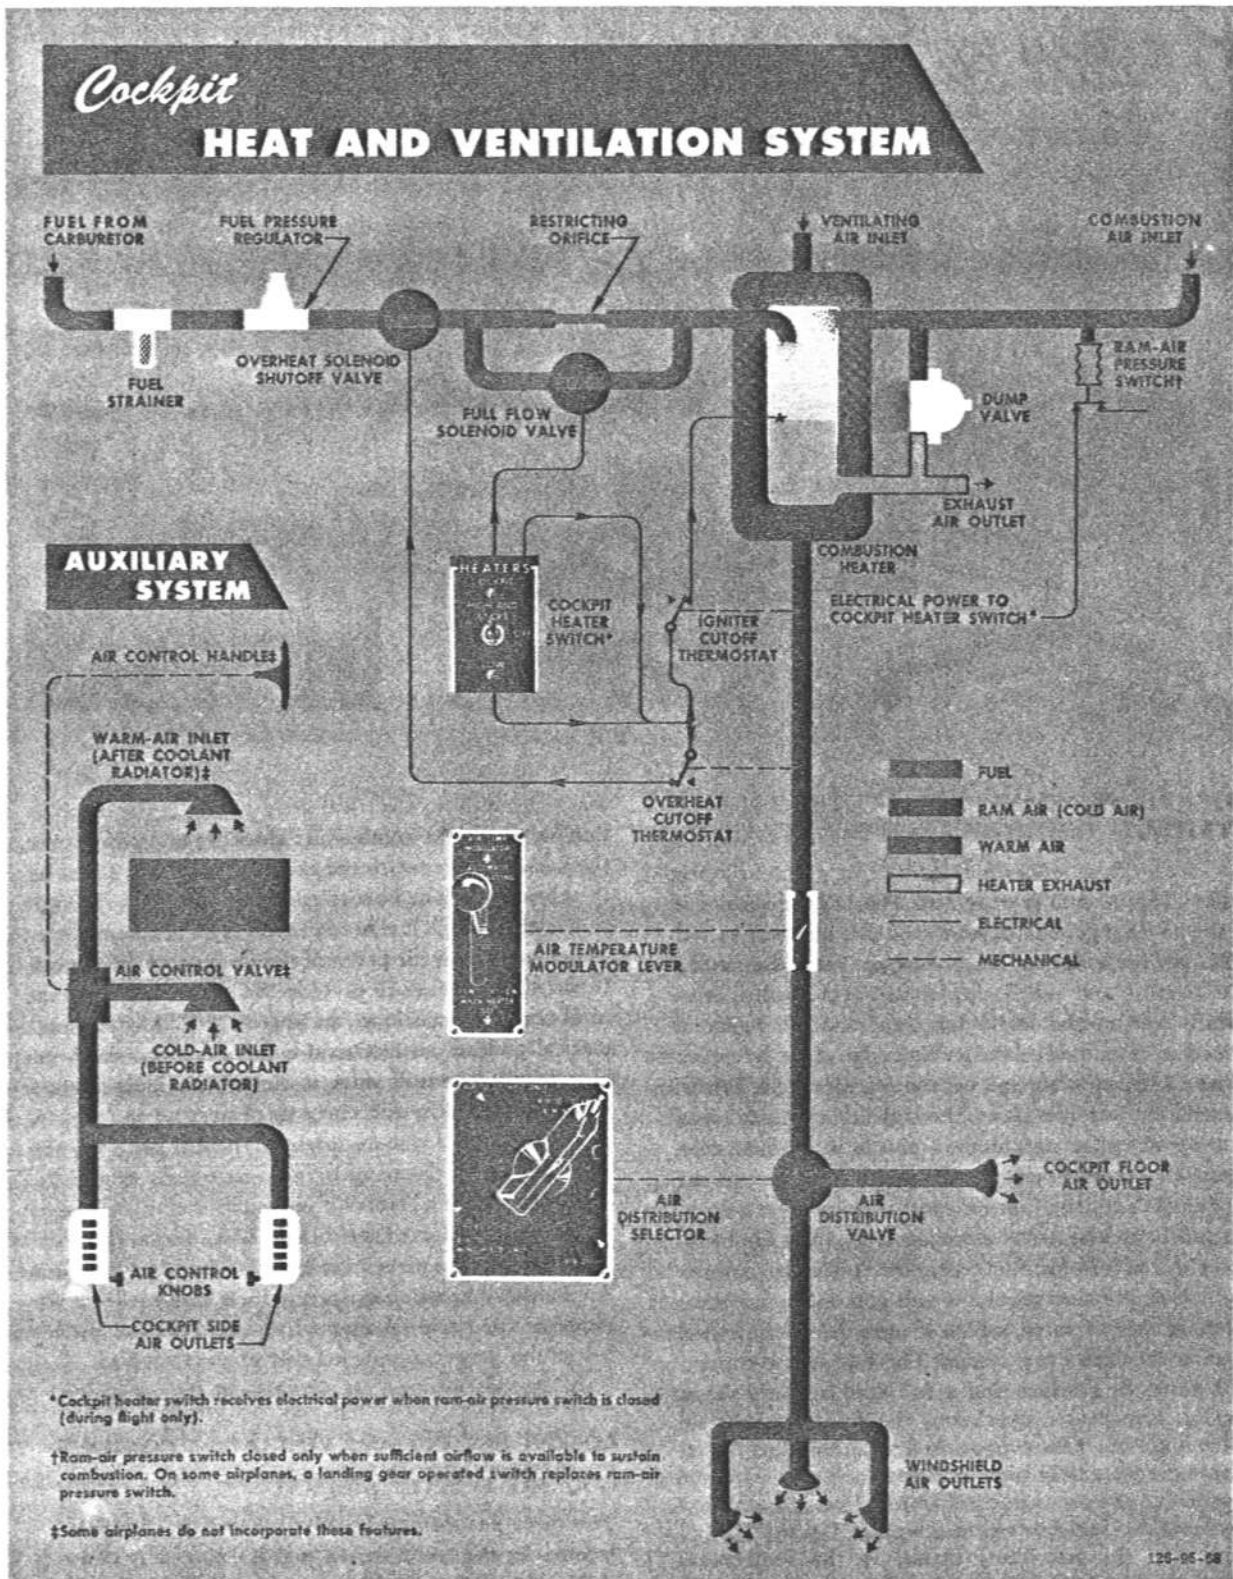 Cockpit
HEAT AND VENTILATION SYSTEM
FUEL FROM
CARBURETOR
FUEL PRESSURE
REGULATOR
RESTRICTING
ORIFICE
VENTILATING
AIR INLET
COMBUSTION
AIR INLET
FUEL
STRAINER
OVERHEAT SOLENOID
SHUTOFF VALVE
FULL FLOW
SOLENOID VALVE
RAM-AIR
PRESSURE
SWITCH†
DUMP
VALVE
EXHAUST
AIR OUTLET
COMBUSTION
HEATER
HEATERS
COCKPIT
HEATER
SWITCH*
IGNITER
CUTOFF
THERMOSTAT
ELECTRICAL POWER TO
COCKPIT HEATER SWITCH*
OVERHEAT
CUTOFF
THERMOSTAT
AUXILIARY
SYSTEM
AIR CONTROL HANDLE‡
WARM-AIR INLET
(AFTER COOLANT
RADIATOR)‡
AIR CONTROL VALVE‡
COLD-AIR INLET
(BEFORE COOLANT
RADIATOR)
AIR CONTROL
KNOBS
COCKPIT SIDE
AIR OUTLETS
FUEL
RAM AIR (COLD AIR)
WARM AIR
HEATER EXHAUST
ELECTRICAL
MECHANICAL
AIR TEMPERATURE
MODULATOR LEVER
AIR
DISTRIBUTION
SELECTOR
AIR
DISTRIBUTION
VALVE
COCKPIT FLOOR
AIR OUTLET
WINDSHIELD
AIR OUTLETS
*Cockpit heater switch receives electrical power when ram-air pressure switch is closed
(during flight only).
†Ram-air pressure switch closed only when sufficient airflow is available to sustain
combustion. On some airplanes, a landing gear operated switch replaces ram-air
pressure switch.
‡Some airplanes do not incorporate these features.